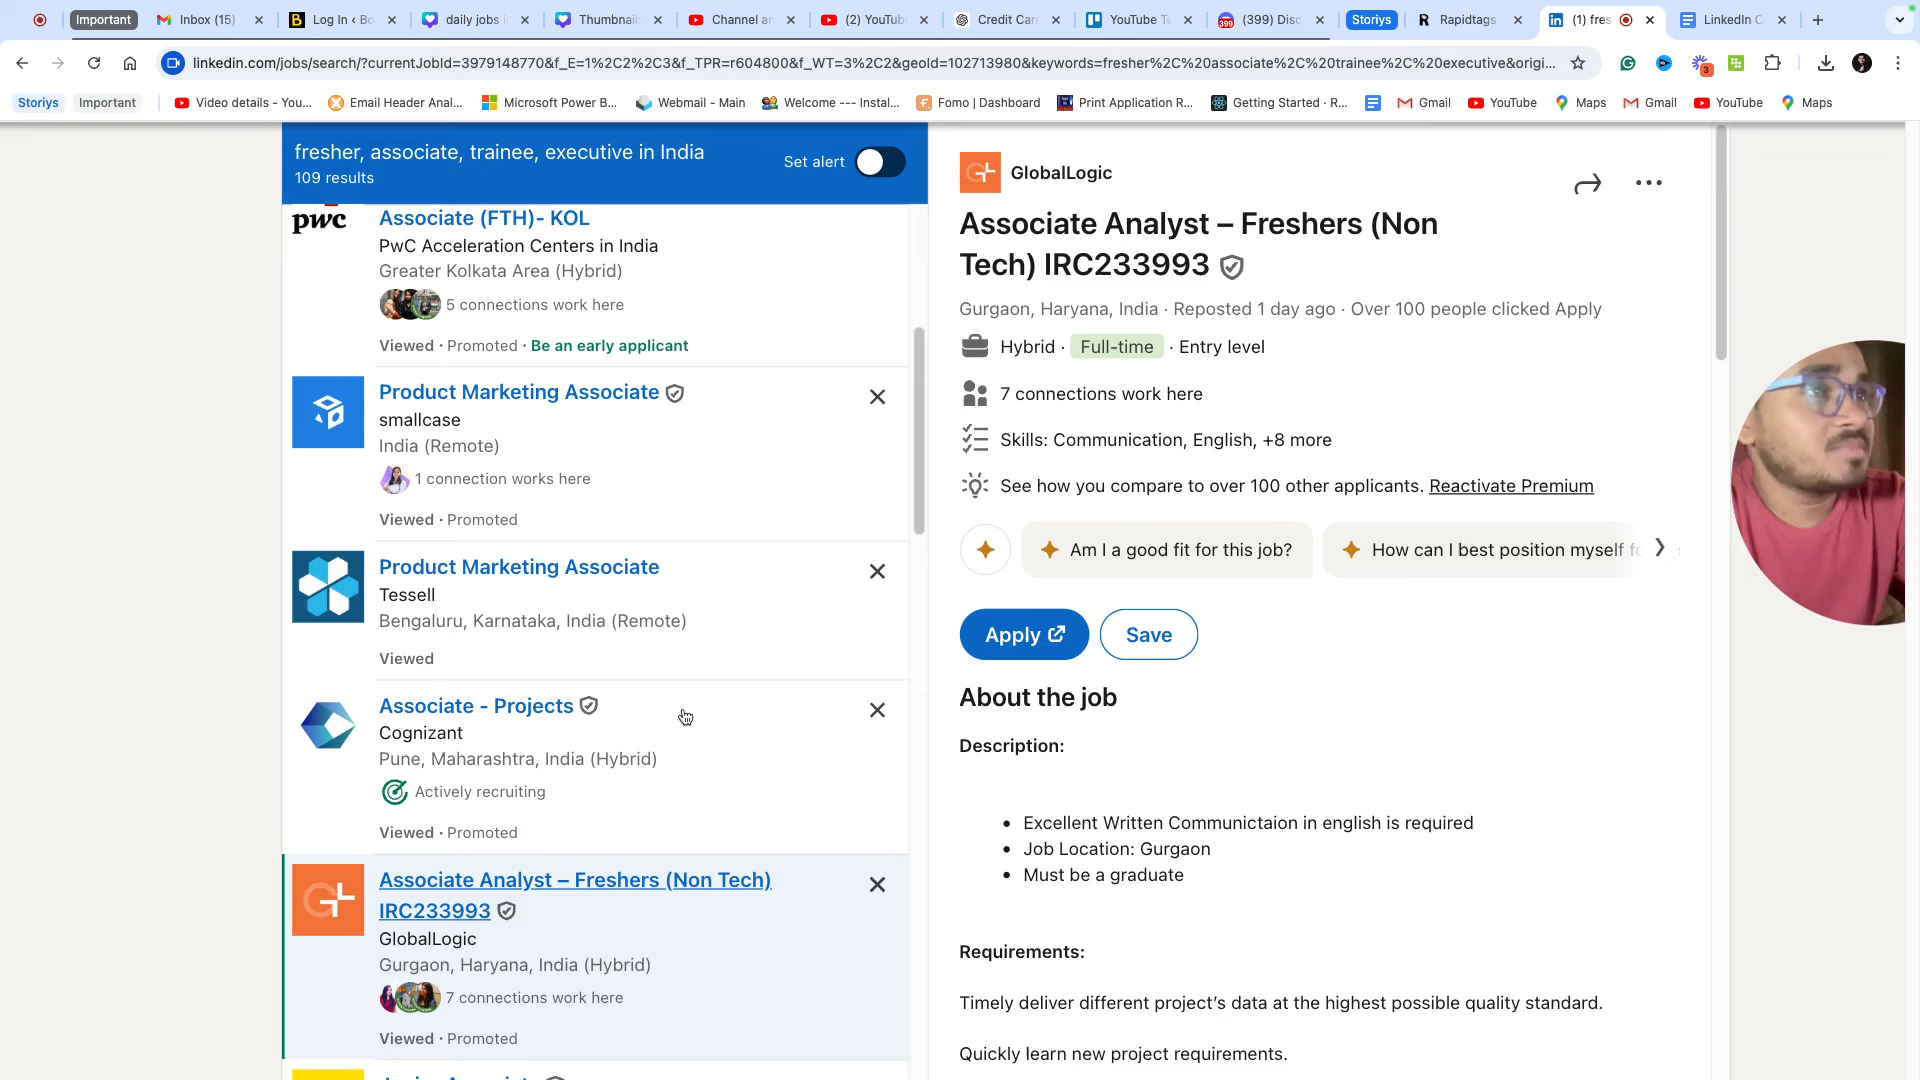 Important
Inbox (15)
Log In ‹ Bo
daily jobs i
Thumbnail
Channel an
(2) YouTub
Credit Car
YouTube Te
(399) Disc
Storiys
Rapidtags
(1) fres
LinkedIn C
linkedin.com/jobs/search/?currentJobId=3979148770&f_E=1%2C2%2C3&f_TPR=r604800&f_WT=3%2C2&geoId=102713980&keywords=fresher%2C%20associate%2C%20trainee%2C%20executive&origi...
3
Storiys
Important
Video details - You...
Email Header Anal...
Microsoft Power B...
Webmail - Main
Welcome --- Instal...
Fomo | Dashboard
Print Application R...
Getting Started · R...
Gmail
YouTube
Maps
Gmail
YouTube
Maps
fresher, associate, trainee, executive in India
109 results
Set alert
pwc
Associate (FTH)- KOL
PwC Acceleration Centers in India
Greater Kolkata Area (Hybrid)
5 connections work here
Viewed · Promoted · Be an early applicant
Product Marketing Associate
smallcase
India (Remote)
1 connection works here
Viewed · Promoted
Product Marketing Associate
Tessell
Bengaluru, Karnataka, India (Remote)
Viewed
Associate - Projects
Cognizant
Pune, Maharashtra, India (Hybrid)
Actively recruiting
Viewed · Promoted
Associate Analyst – Freshers (Non Tech)
IRC233993
GlobalLogic
Gurgaon, Haryana, India (Hybrid)
7 connections work here
Viewed · Promoted
GlobalLogic
Associate Analyst – Freshers (Non
Tech) IRC233993
Gurgaon, Haryana, India · Reposted 1 day ago · Over 100 people clicked Apply
Hybrid · Full-time · Entry level
7 connections work here
Skills: Communication, English, +8 more
See how you compare to over 100 other applicants. Reactivate Premium
Am I a good fit for this job?
How can I best position myself fo
Apply
Save
About the job
Description:
• Excellent Written Communictaion in english is required
• Job Location: Gurgaon
• Must be a graduate
Requirements:
Timely deliver different project's data at the highest possible quality standard.
Quickly learn new project requirements.